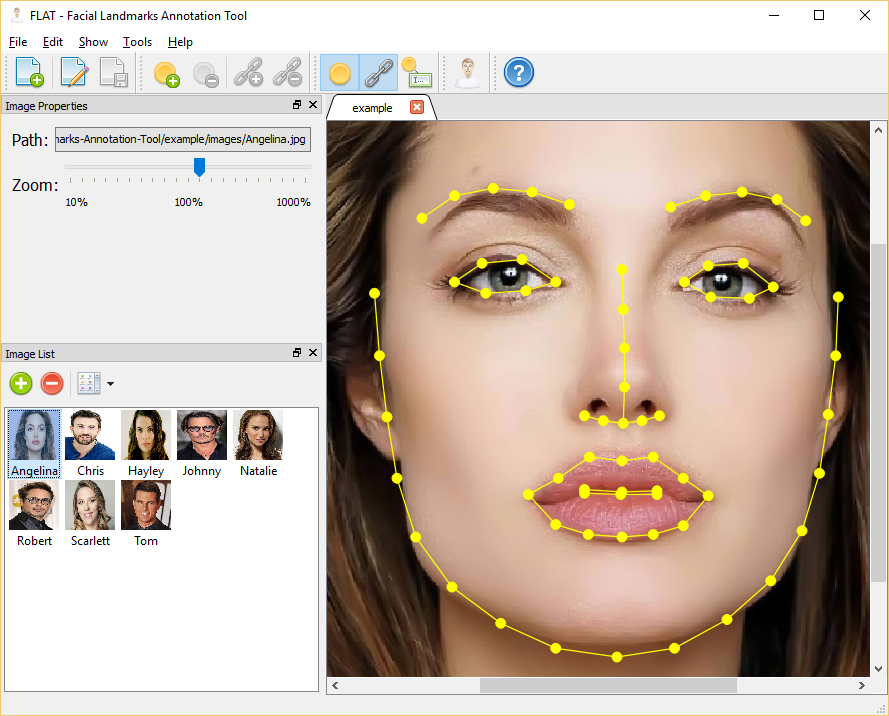 FLAT - Facial Landmarks Annotation Tool
File Edit Show Tools Help
I...
?
Image Properties
example
Path: marks-Annotation-Tool/example/images/Angelina.jpg
Zoom:
10% 100% 1000%
Image List
Angelina Chris Hayley Johnny Natalie
Robert Scarlett Tom